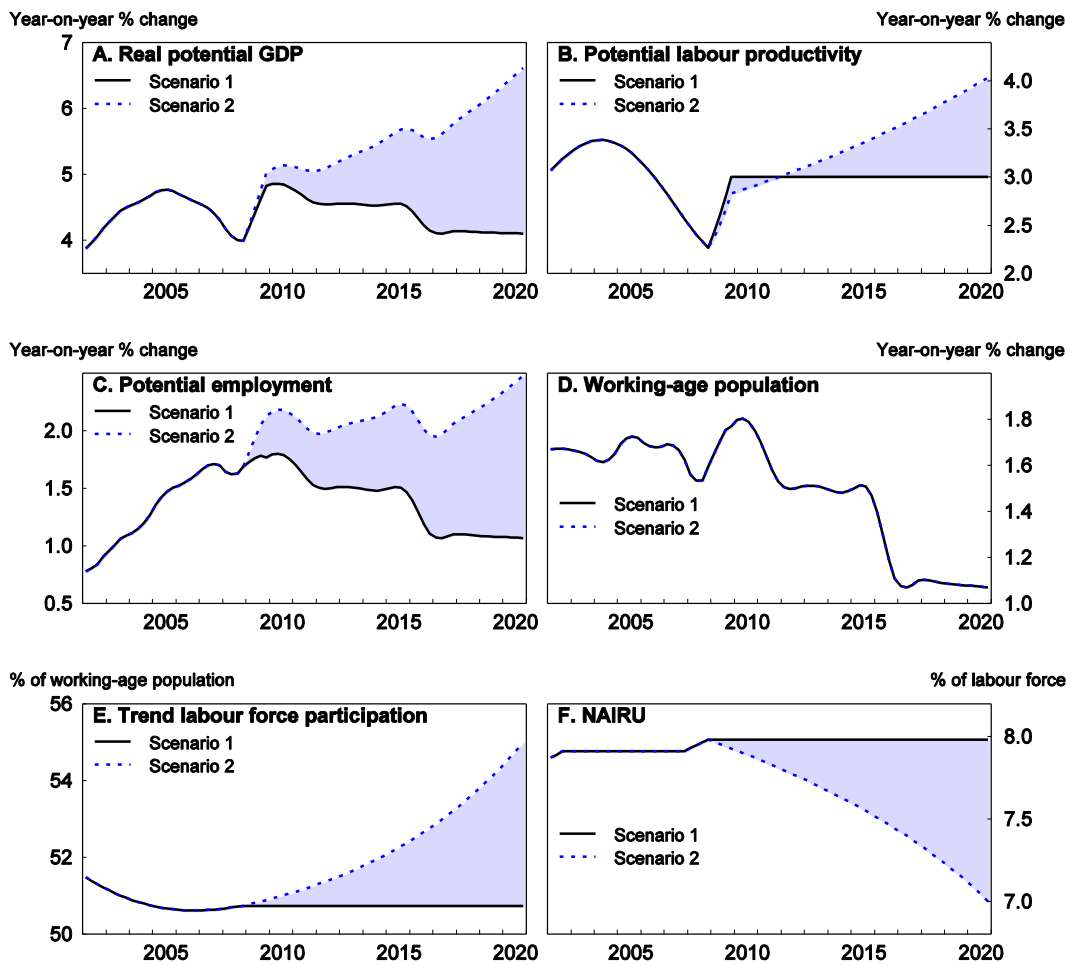 Year-on-year % change
Year-on-year % change
A. Real potential GDP
Scenario 1
Scenario 2
7
6
5
4
2005 2010 2015 2020
B. Potential labour productivity
Scenario 1
Scenario 2
4.0
3.5
3.0
2.5
2.0
2005 2010 2015 2020
Year-on-year % change
Year-on-year % change
C. Potential employment
Scenario 1
Scenario 2
2.0
1.5
1.0
0.5
2005 2010 2015 2020
D. Working-age population
Scenario 1
Scenario 2
1.8
1.6
1.4
1.2
1.0
2005 2010 2015 2020
% of working-age population
% of labour force
E. Trend labour force participation
Scenario 1
Scenario 2
56
54
52
50
2005 2010 2015 2020
F. NAIRU
Scenario 1
Scenario 2
8.0
7.5
7.0
2005 2010 2015 2020